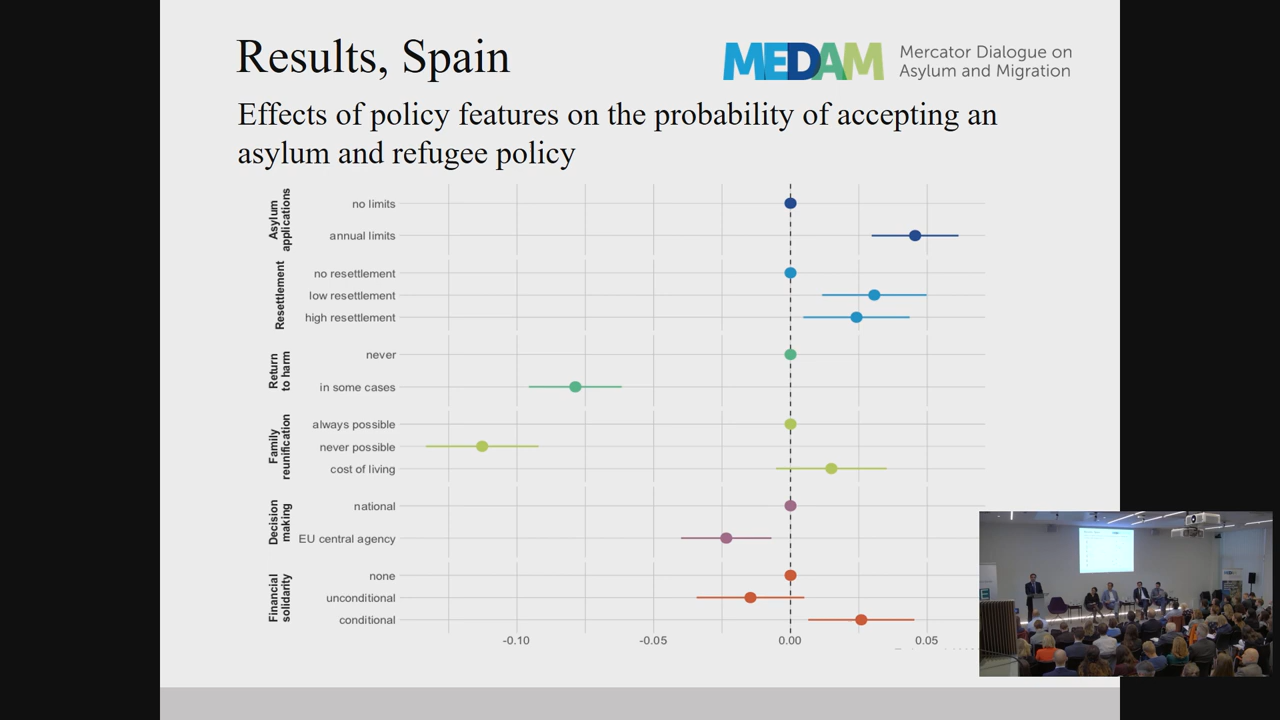 Results, Spain
MEDAM
Mercator Dialogue on
Asylum and Migration
Effects of policy features on the probability of accepting an
asylum and refugee policy
Asylum
applications
no limits
annual limits
Resettlement
no resettlement
low resettlement
high resettlement
Return
to harm
never
in some cases
Family
reunification
always possible
never possible
cost of living
Decision
making
national
EU central agency
Financial
solidarity
none
unconditional
conditional
-0.10
-0.05
0.00
0.05